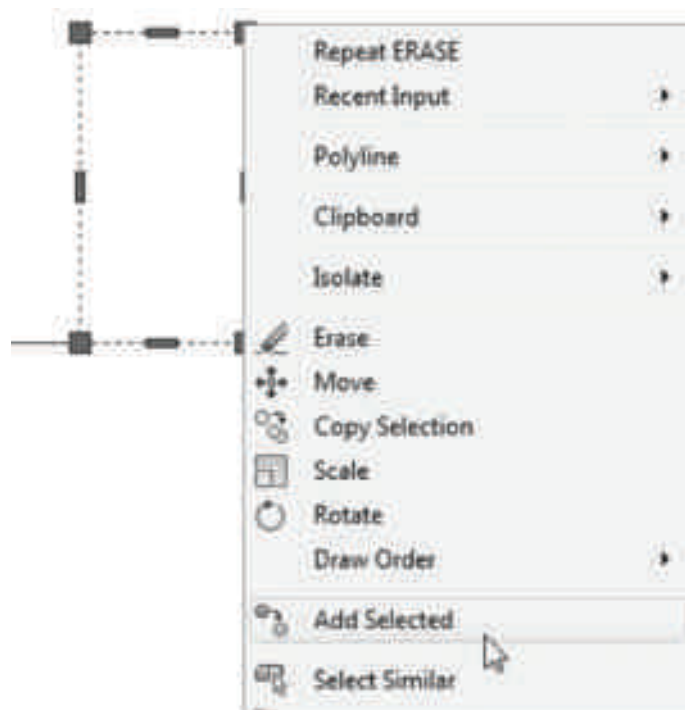 Repeat ERASE
Recent Input
Polyline
Clipboard
Isolate
Erase
Move
Copy Selection
Scale
Rotate
Draw Order
Add Selected
Select Similar